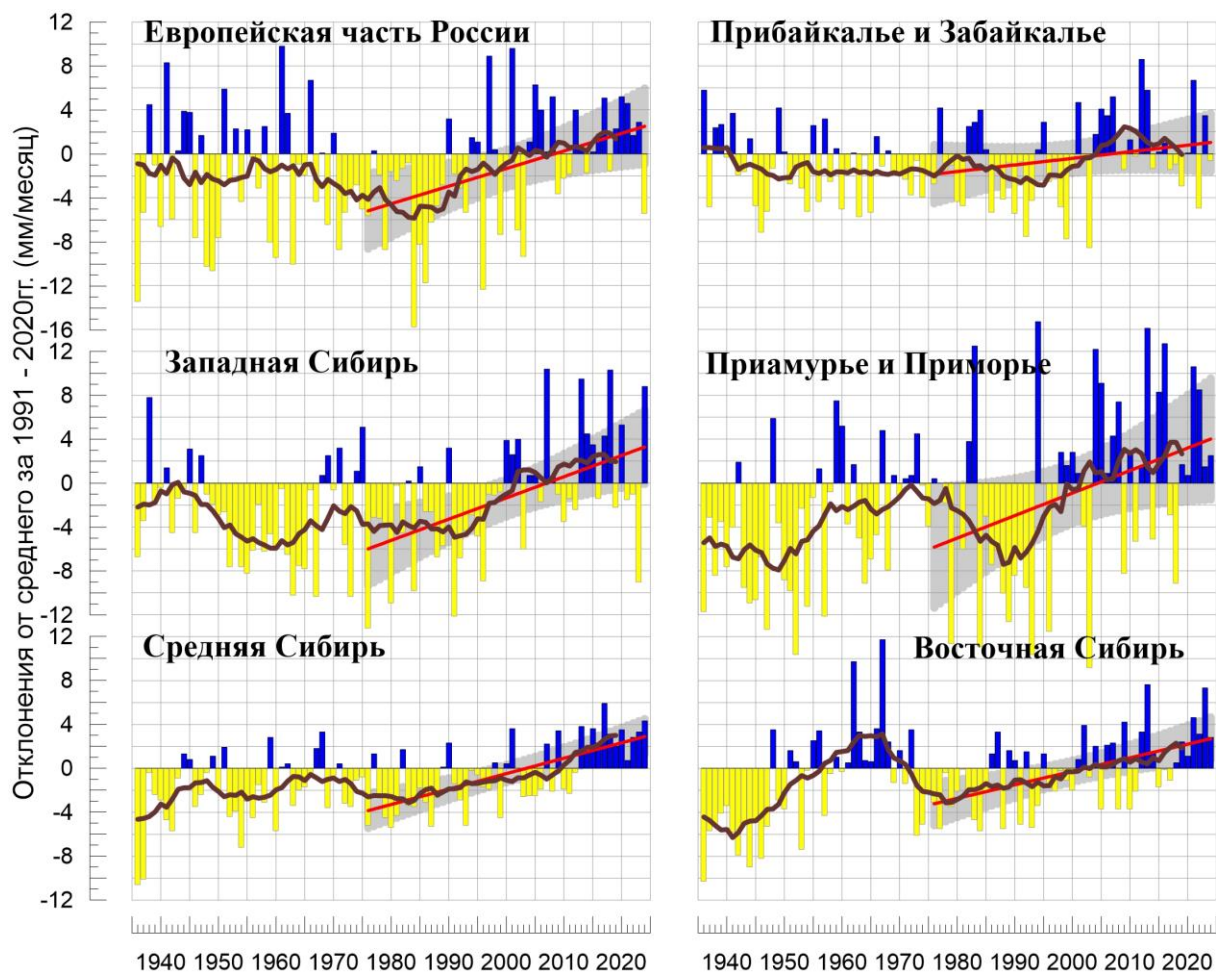 Отклонения от среднего за 1991 - 2020гг. (мм/месяц)
12
8
4
0
-4
-8
-12
-16
12
8
4
0
-4
-8
-12
12
8
4
0
-4
-8
-12
Европейская часть России
Прибайкалье и Забайкалье
Западная Сибирь
Приамурье и Приморье
Средняя Сибирь
Восточная Сибирь
1940 1950 1960 1970 1980 1990 2000 2010 2020
1940 1950 1960 1970 1980 1990 2000 2010 2020